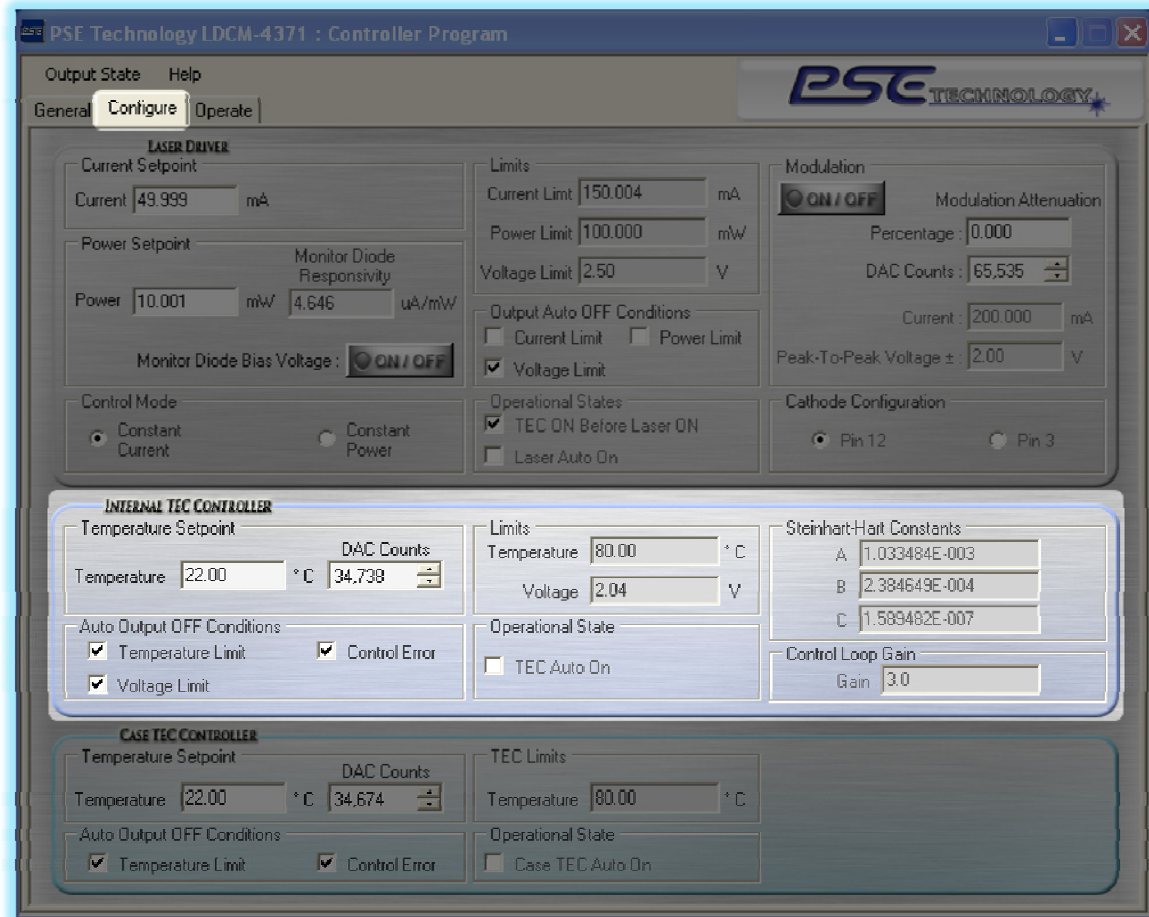 PSE PSE Technology LDCM-4371 : Controller Program
Output State Help
PSE TECHNOLOGY
General Configure Operate
LASER DRIVER
Current Setpoint
Current 49.999 mA
Power Setpoint
Monitor Diode
Responsivity
Power 10.001 mW 4.646 uA/mW
Monitor Diode Bias Voltage : ON / OFF
Control Mode
Constant
Current
Constant
Power
Limits
Current Limt 150.004 mA
Power Limit 100.000 mW
Voltage Limit 2.50 V
Output Auto OFF Conditions
Current Limit Power Limit
Voltage Limit
Operational States
TEC ON Before Laser ON
Laser Auto On
Modulation
ON / OFF Modulation Attenuation
Percentage : 0.000
DAC Counts : 65,535
Current : 200.000 mA
Peak-To-Peak Voltage ± : 2.00 V
Cathode Configuration
Pin 12 Pin 3
INTERNAL TEC CONTROLLER
Temperature Setpoint
DAC Counts
Temperature 22.00 ° C 34,738
Auto Output OFF Conditions
Temperature Limit Control Error
Voltage Limit
Limits
Temperature 80.00 ° C
Voltage 2.04 V
Operational State
TEC Auto On
Steinhart-Hart Constants
A 1.033484E-003
B 2.384649E-004
C 1.589482E-007
Control Loop Gain
Gain 3.0
CASE TEC CONTROLLER
Temperature Setpoint
DAC Counts
Temperature 22.00 ° C 34,674
Auto Output OFF Conditions
Temperature Limit Control Error
TEC Limits
Temperature 80.00 ° C
Operational State
Case TEC Auto On